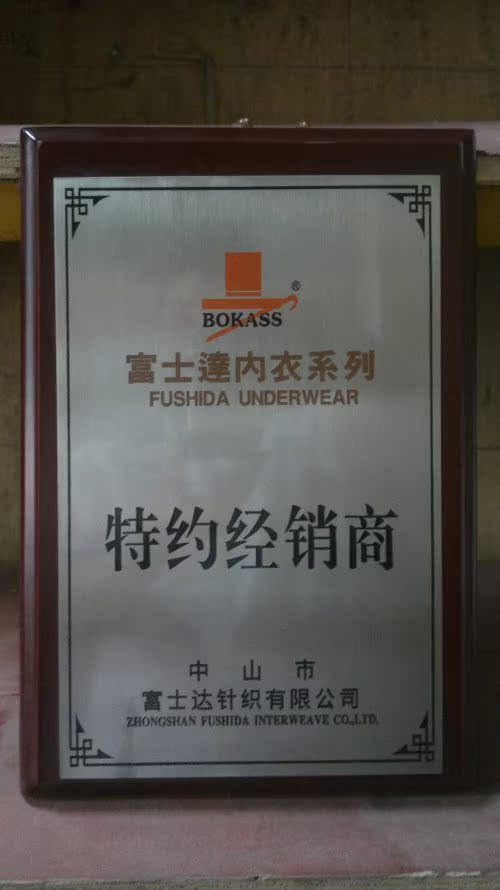 ®
BOKASS
富士達内衣系列
FUSHIDA UNDERWEAR
特约经销商
中山市
富士达针织有限公司
ZHONGSHAN FUSHIDA INTERWEAVE CO.,LTD.